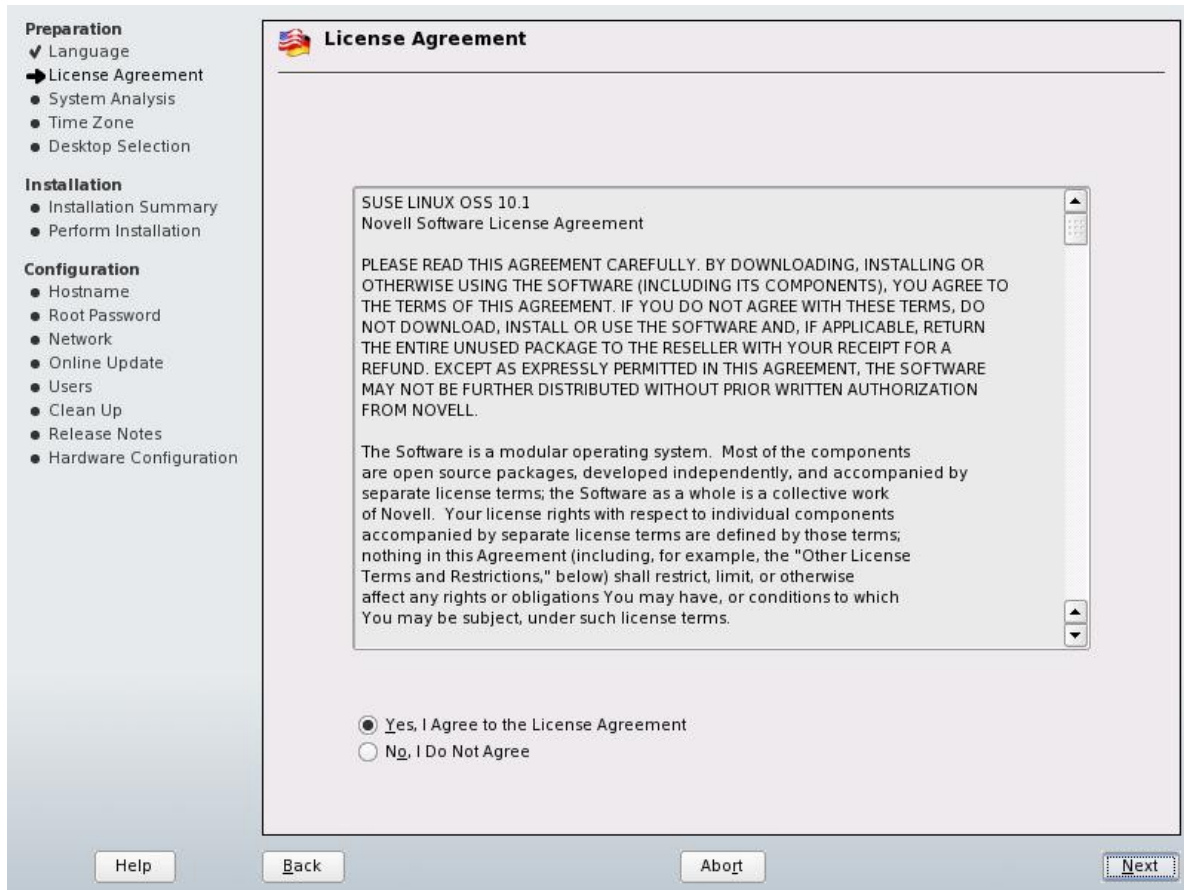 Preparation
Language
License Agreement
System Analysis
Time Zone
Desktop Selection
Installation
Installation Summary
Perform Installation
Configuration
Hostname
Root Password
Network
Online Update
Users
Clean Up
Release Notes
Hardware Configuration
License Agreement
SUSE LINUX OSS 10.1
Novell Software License Agreement
PLEASE READ THIS AGREEMENT CAREFULLY. BY DOWNLOADING, INSTALLING OR
OTHERWISE USING THE SOFTWARE (INCLUDING ITS COMPONENTS), YOU AGREE TO
THE TERMS OF THIS AGREEMENT. IF YOU DO NOT AGREE WITH THESE TERMS, DO
NOT DOWNLOAD, INSTALL OR USE THE SOFTWARE AND, IF APPLICABLE, RETURN
THE ENTIRE UNUSED PACKAGE TO THE RESELLER WITH YOUR RECEIPT FOR A
REFUND. EXCEPT AS EXPRESSLY PERMITTED IN THIS AGREEMENT, THE SOFTWARE
MAY NOT BE FURTHER DISTRIBUTED WITHOUT PRIOR WRITTEN AUTHORIZATION
FROM NOVELL.
The Software is a modular operating system.  Most of the components
are open source packages, developed independently, and accompanied by
separate license terms; the Software as a whole is a collective work
of Novell.  Your license rights with respect to individual components
accompanied by separate license terms are defined by those terms;
nothing in this Agreement (including, for example, the "Other License
Terms and Restrictions," below) shall restrict, limit, or otherwise
affect any rights or obligations You may have, or conditions to which
You may be subject, under such license terms.
Yes, I Agree to the License Agreement
No, I Do Not Agree
Help
Back
Abort
Next